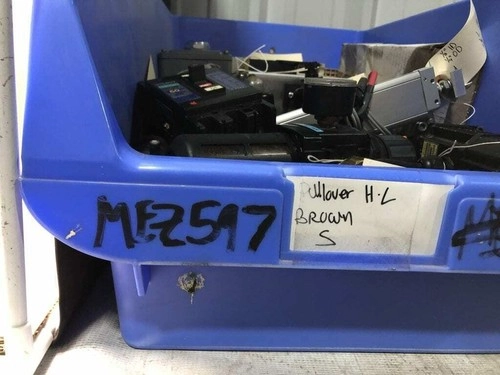 MEZ597
Pullover H-L
BROWN
S